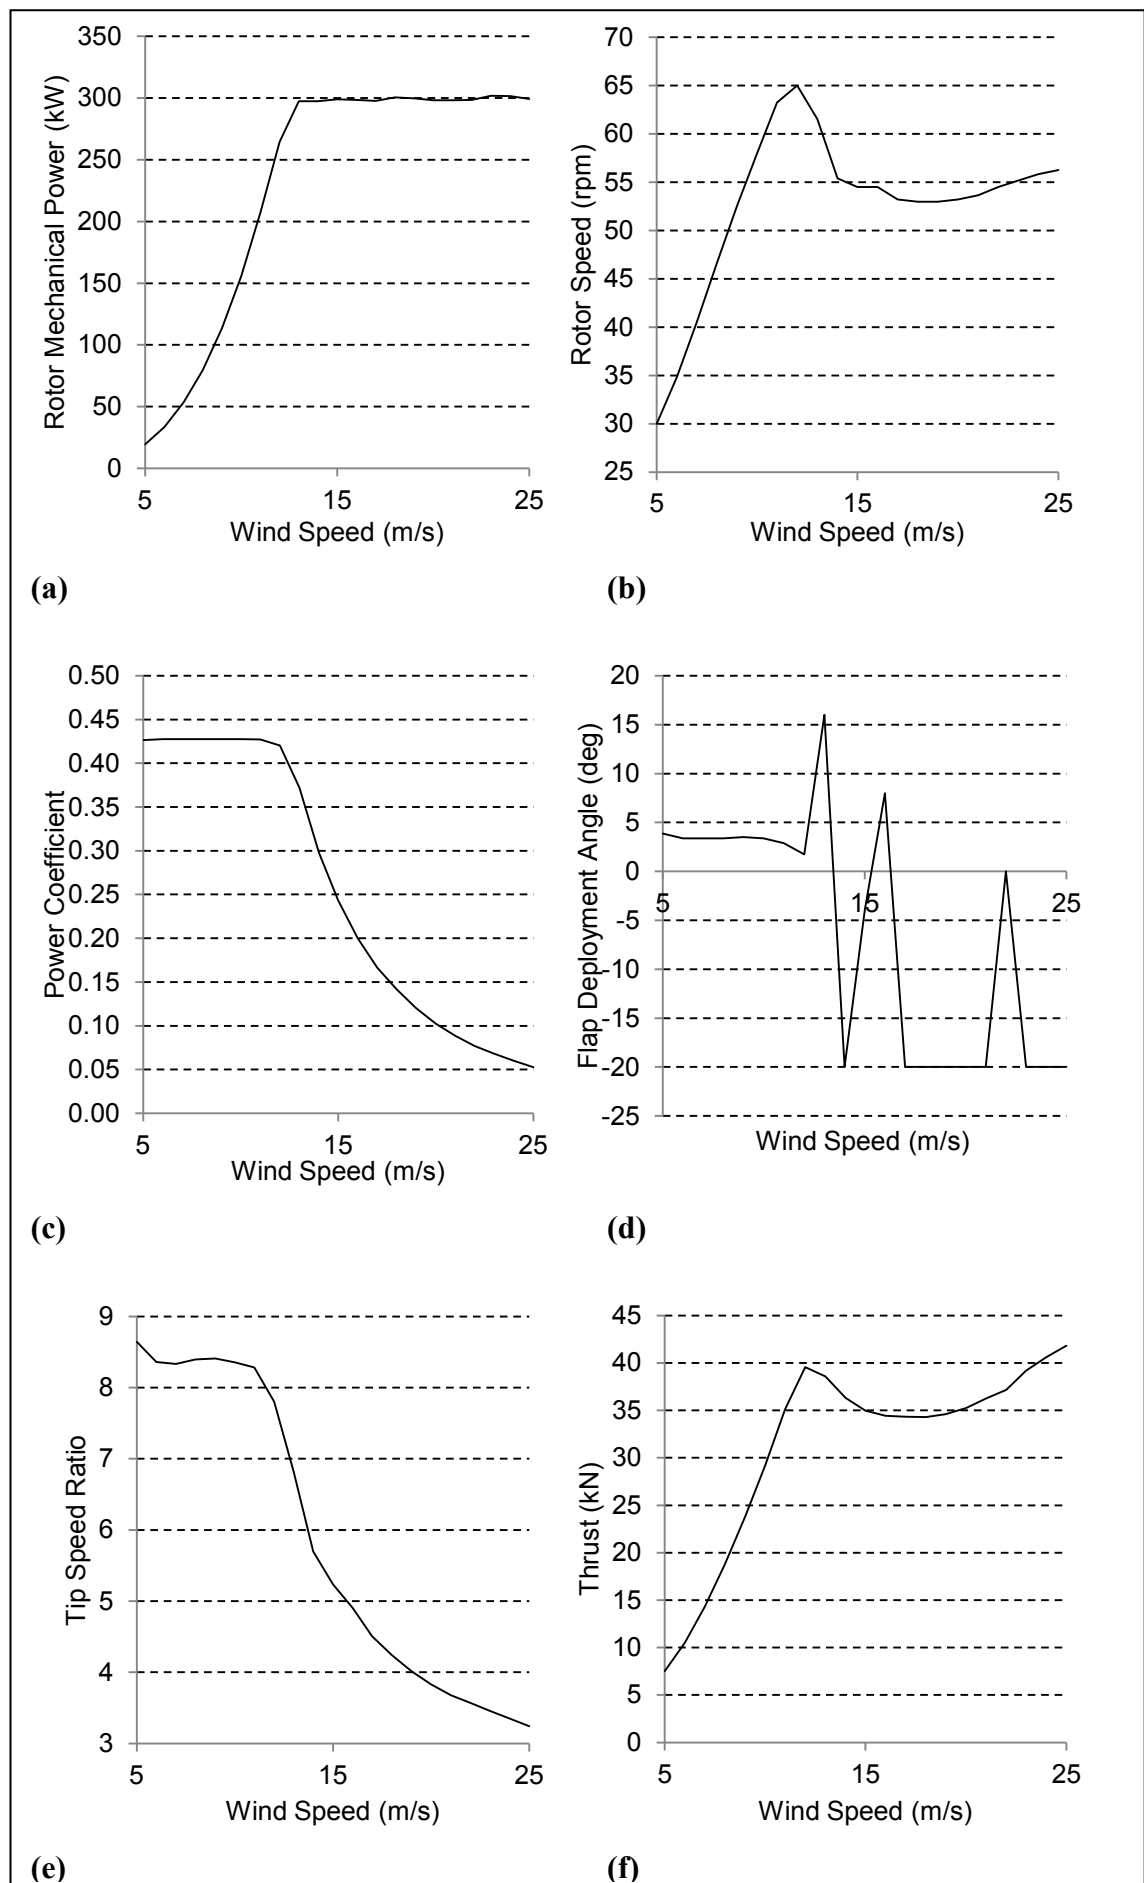 350
300
250
200
150
100
50
0
5 15 25
Rotor Mechanical Power (kW)
Wind Speed (m/s)
(a)
70
65
60
55
50
45
40
35
30
25
5 15 25
Rotor Speed (rpm)
Wind Speed (m/s)
(b)
0.50
0.45
0.40
0.35
0.30
0.25
0.20
0.15
0.10
0.05
0.00
5 15 25
Power Coefficient
Wind Speed (m/s)
(c)
20
15
10
5
0
-5
-10
-15
-20
-25
5 15 25
Flap Deployment Angle (deg)
Wind Speed (m/s)
(d)
9
8
7
6
5
4
3
5 15 25
Tip Speed Ratio
Wind Speed (m/s)
(e)
45
40
35
30
25
20
15
10
5
0
5 15 25
Thrust (kN)
Wind Speed (m/s)
(f)